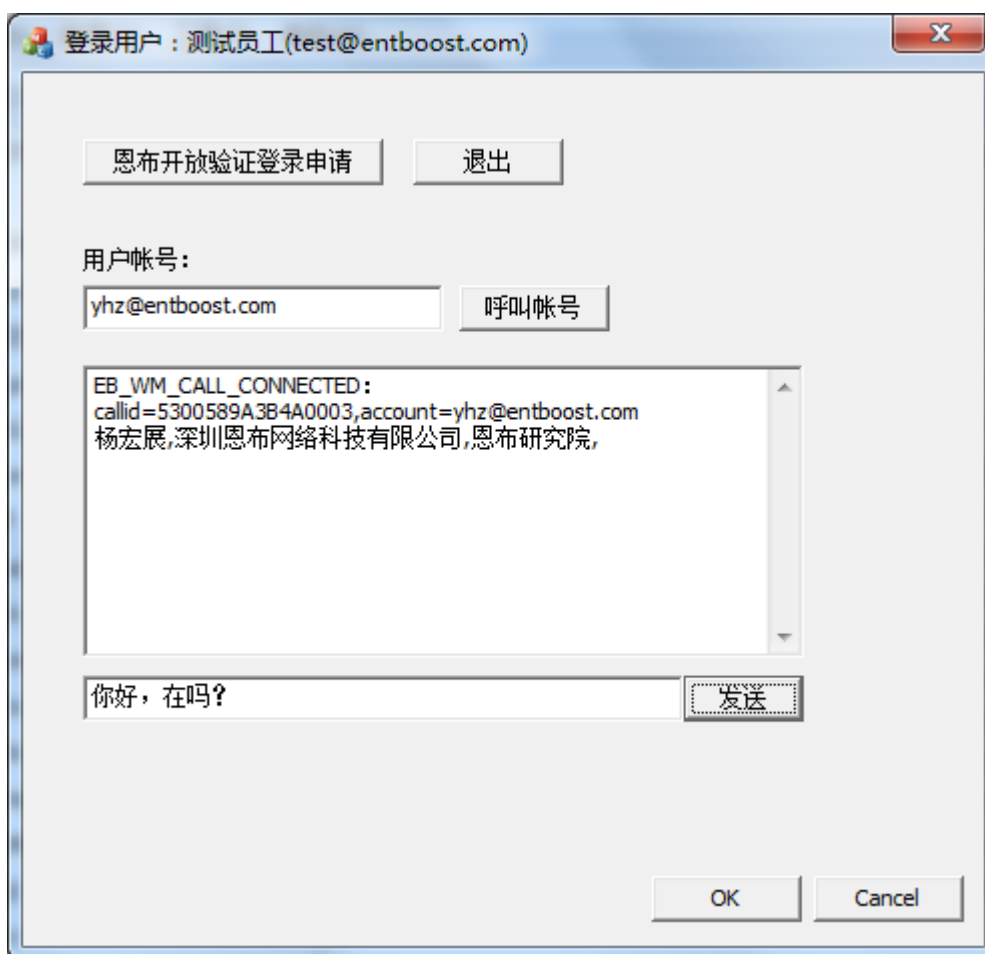 登录用户：测试员工(test@entboost.com)
恩布开放验证登录申请
退出
用户帐号:
yhz@entboost.com
呼叫帐号
EB_WM_CALL_CONNECTED:
callid=5300589A3B4A0003,account=yhz@entboost.com
杨宏展,深圳恩布网络科技有限公司,恩布研究院,
你好，在吗?
发送
OK
Cancel